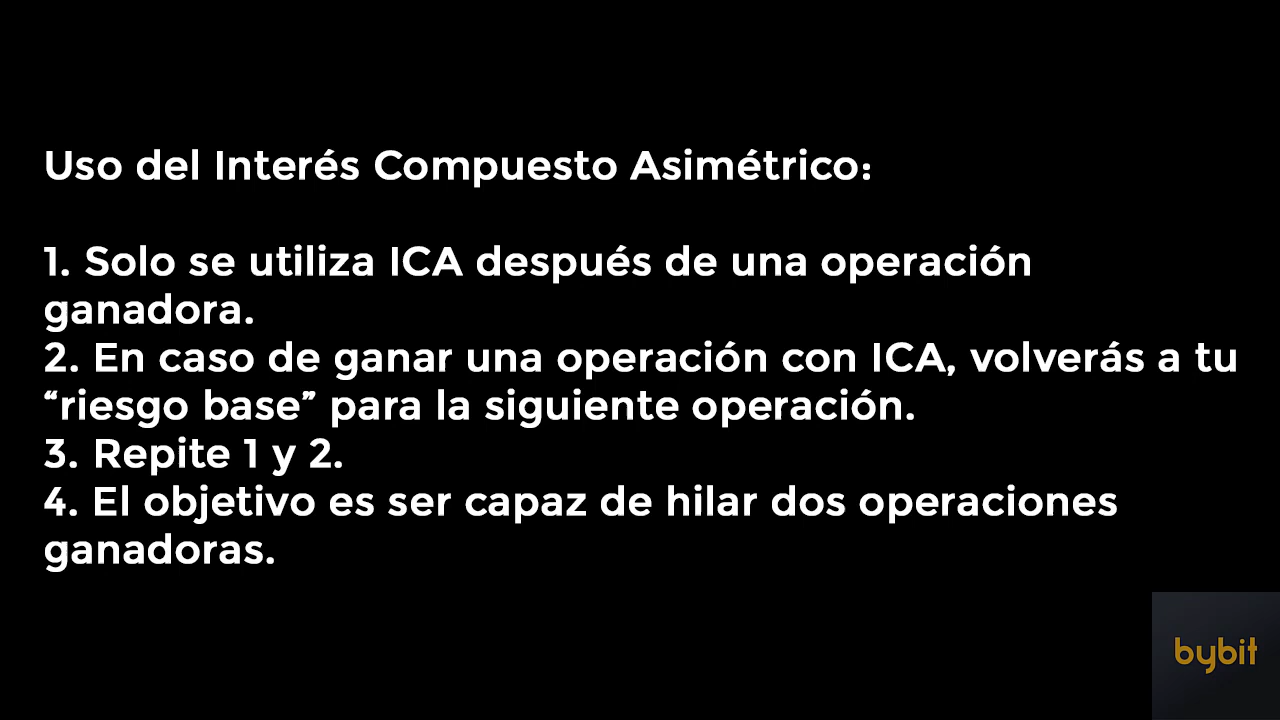 Uso del Interés Compuesto Asimétrico:
1. Solo se utiliza ICA después de una operación
ganadora.
2. En caso de ganar una operación con ICA, volverás a tu
“riesgo base” para la siguiente operación.
3. Repite 1 y 2.
4. El objetivo es ser capaz de hilar dos operaciones
ganadoras.
bybit